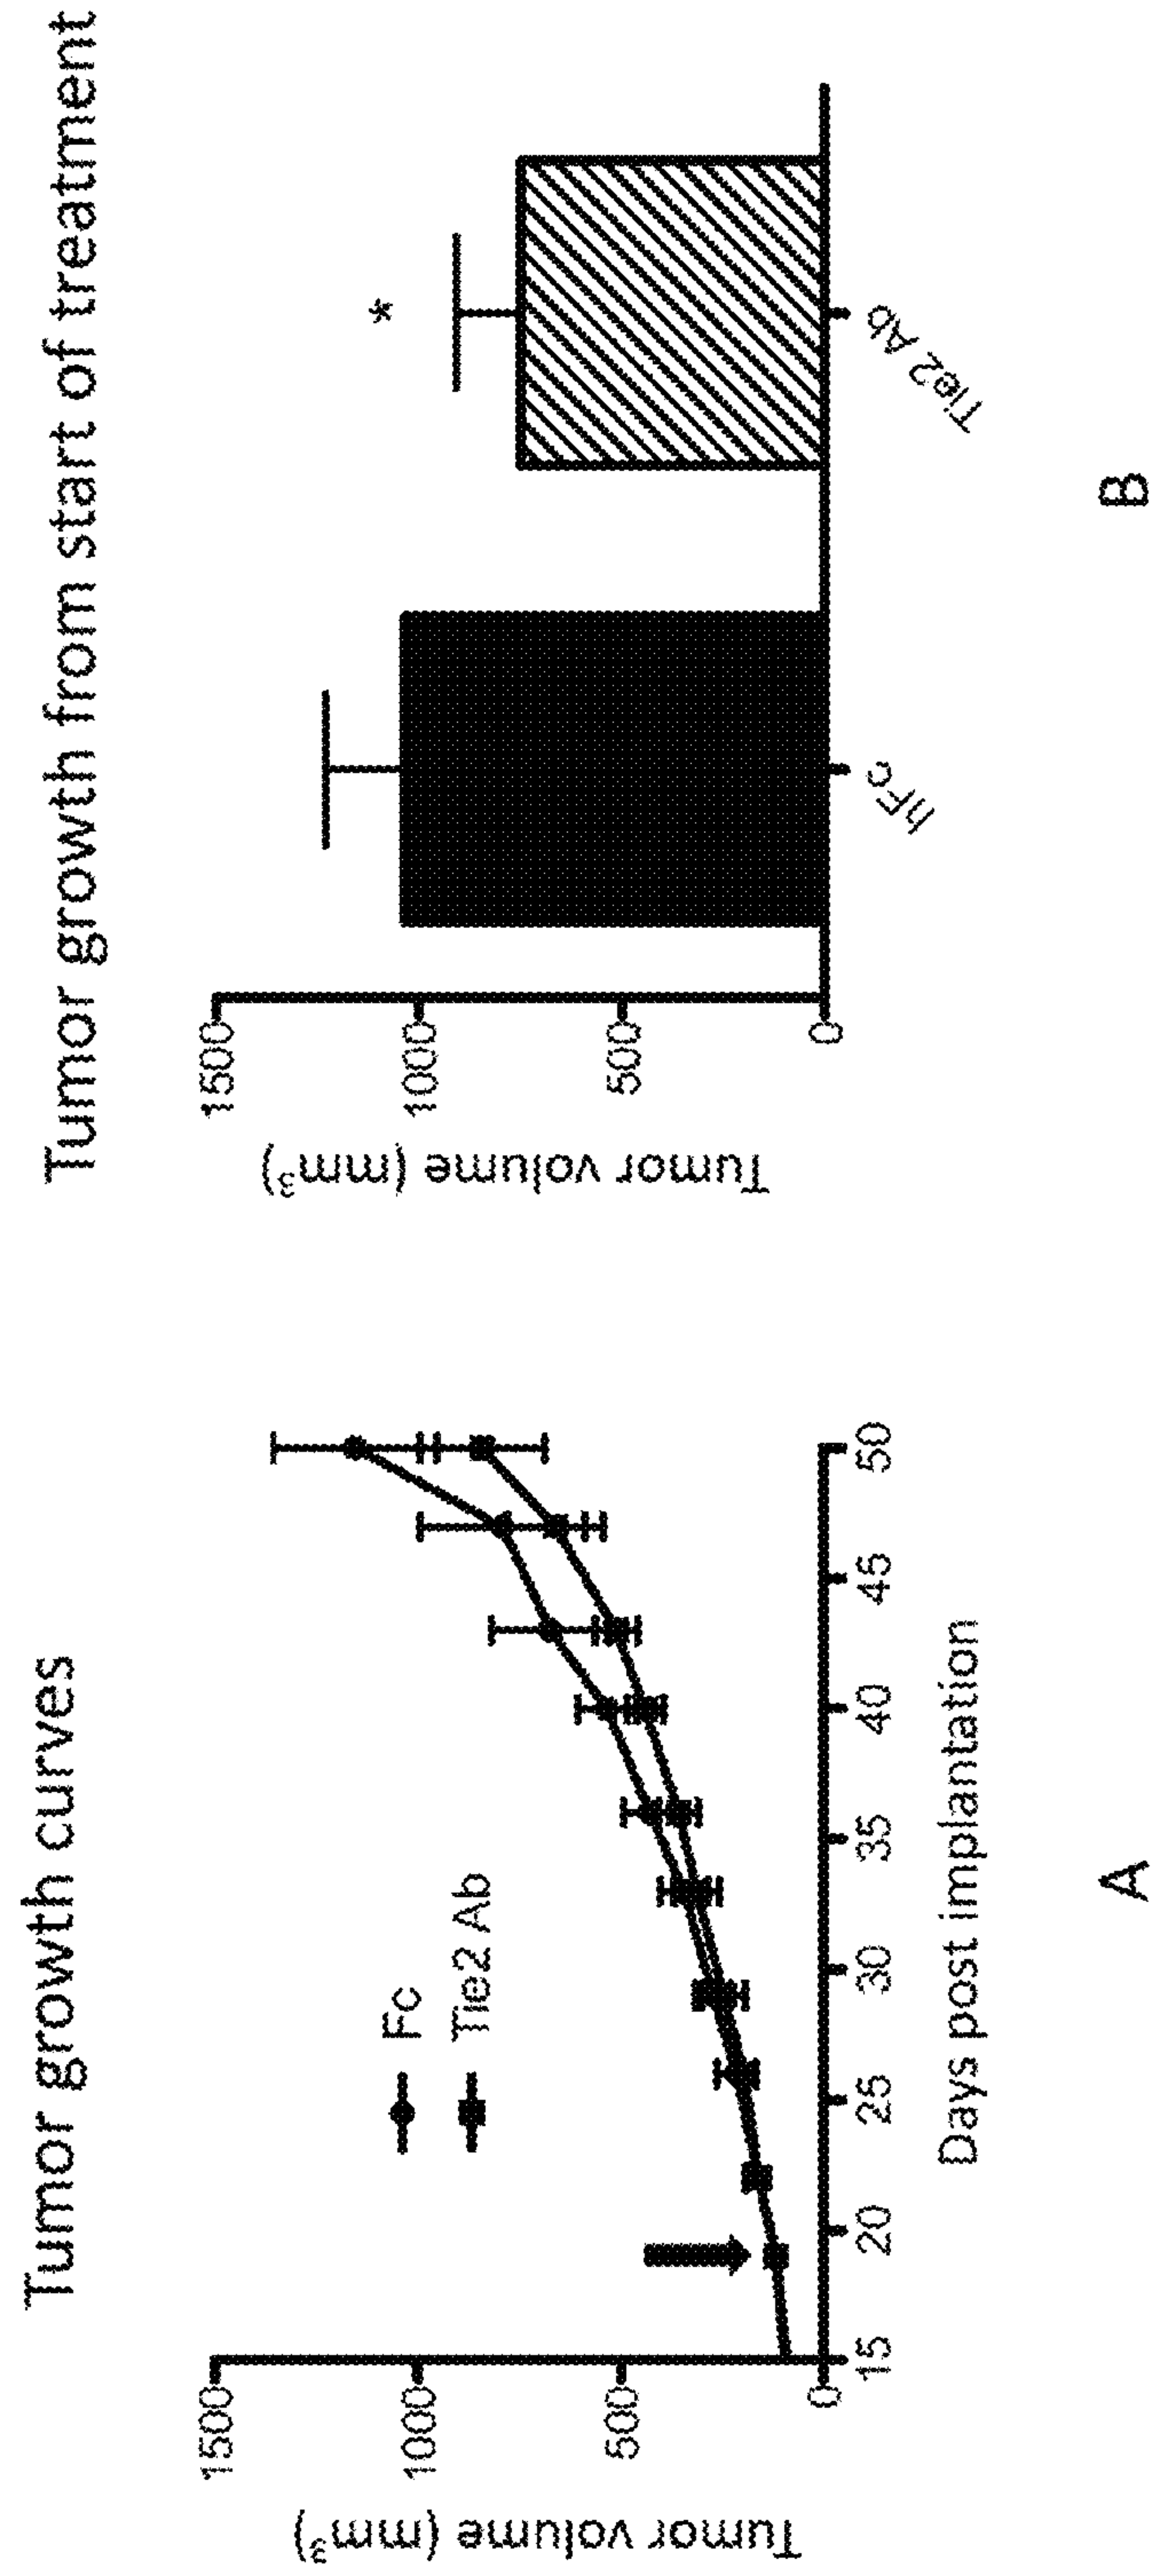 Tumor growth curves
Tumor volume (mm³)
1500
1000
500
0
Fc
Tie2 Ab
15 20 25 30 35 40 45 50
Days post implantation
A
Tumor growth from start of treatment
Tumor volume (mm³)
1500
1000
500
0
*
hFc Tie2 Ab
B